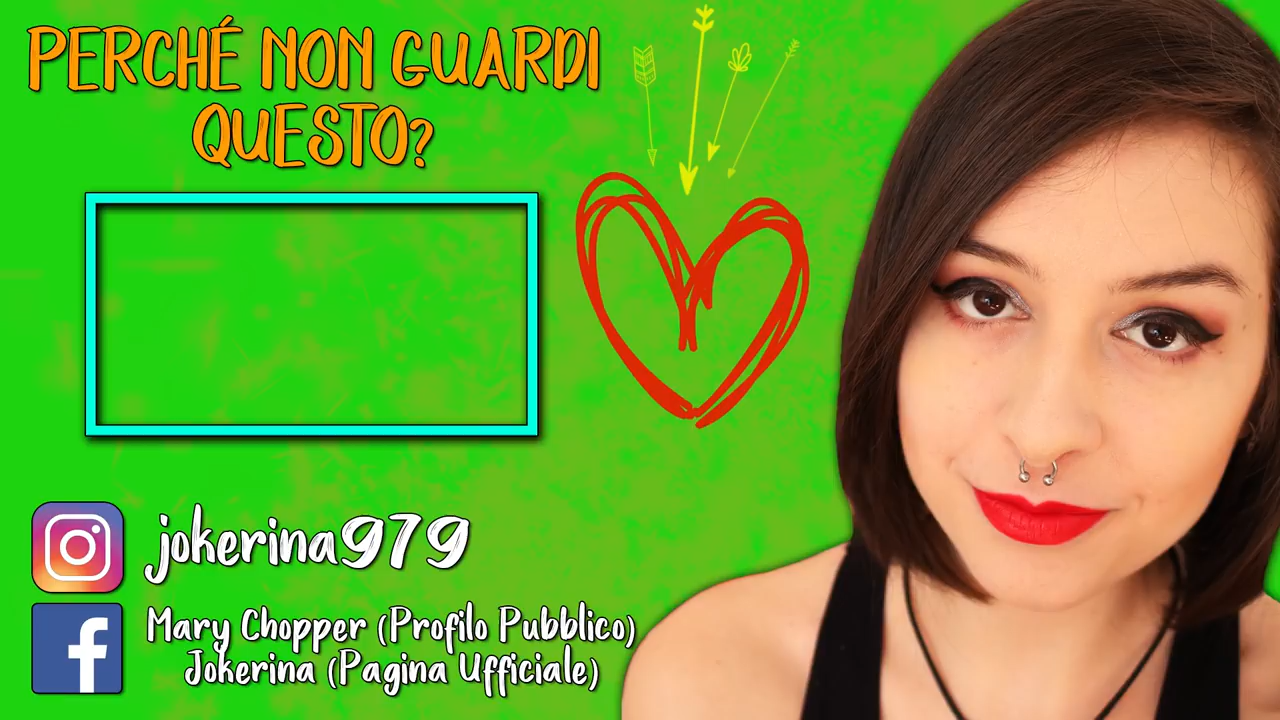 PERCHÉ NON GUARDI
QUESTO?
jokerina979
Mary Chopper (Profilo Pubblico)
Jokerina (Pagina Ufficiale)